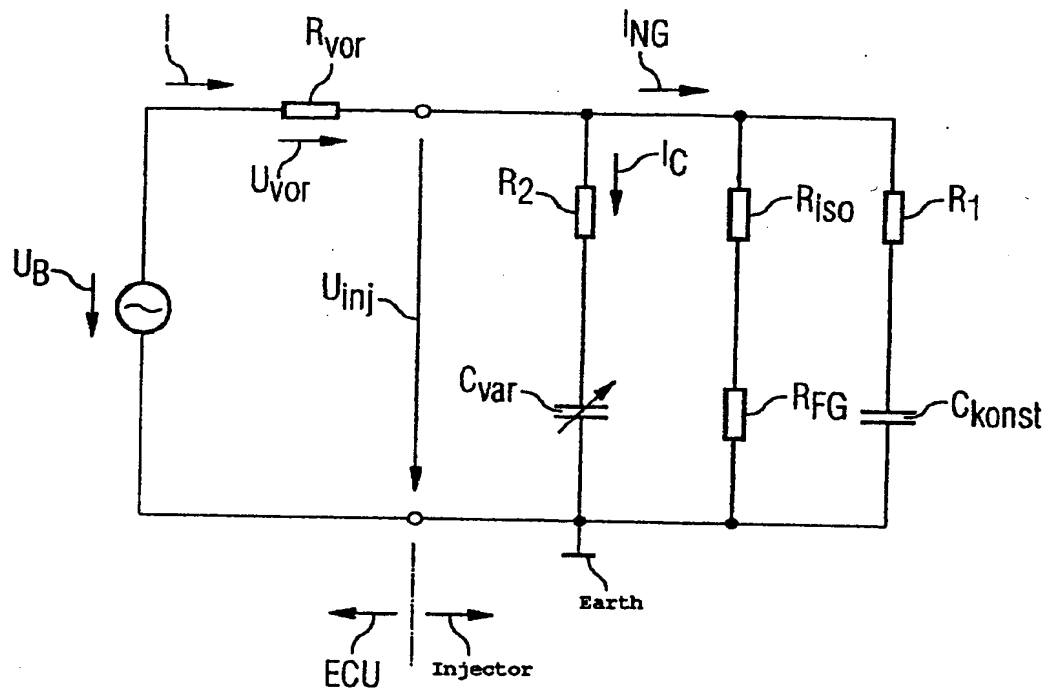 I
Rvor
ING
Uvor
R2
IC
Riso
R1
UB
Uinj
Cvar
RFG
Ckonst
Earth
ECU
Injector